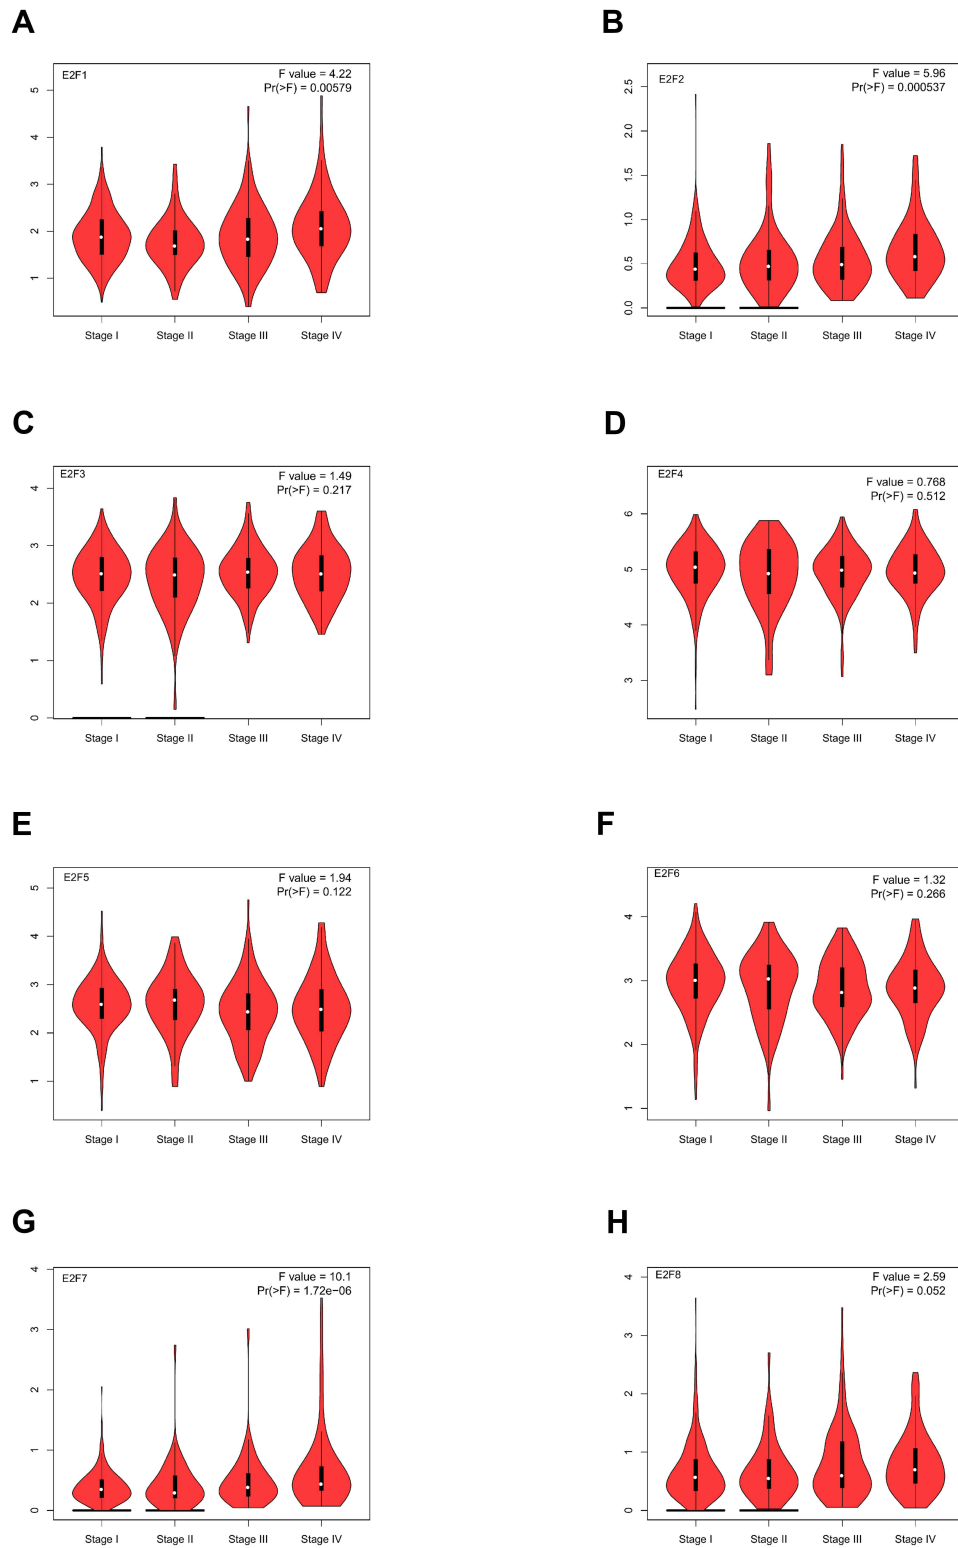 A
E2F1
F value = 4.22
Pr(>F) = 0.00579
5
4
3
2
1
Stage I Stage II Stage III Stage IV
B
E2F2
F value = 5.96
Pr(>F) = 0.000537
2.5
2.0
1.5
1.0
0.5
0.0
Stage I Stage II Stage III Stage IV
C
E2F3
F value = 1.49
Pr(>F) = 0.217
4
3
2
1
0
Stage I Stage II Stage III Stage IV
D
E2F4
F value = 0.768
Pr(>F) = 0.512
6
5
4
3
Stage I Stage II Stage III Stage IV
E
E2F5
F value = 1.94
Pr(>F) = 0.122
5
4
3
2
1
Stage I Stage II Stage III Stage IV
F
E2F6
F value = 1.32
Pr(>F) = 0.266
4
3
2
1
Stage I Stage II Stage III Stage IV
G
E2F7
F value = 10.1
Pr(>F) = 1.72e−06
4
3
2
1
0
Stage I Stage II Stage III Stage IV
H
E2F8
F value = 2.59
Pr(>F) = 0.052
4
3
2
1
0
Stage I Stage II Stage III Stage IV